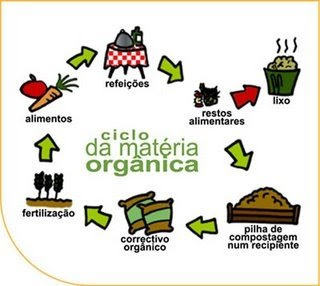 refeições
alimentos
restos
alimentares
lixo
ciclo
da matéria
orgânica
fertilização
correctivo
orgânico
pilha de
compostagem
num recipiente